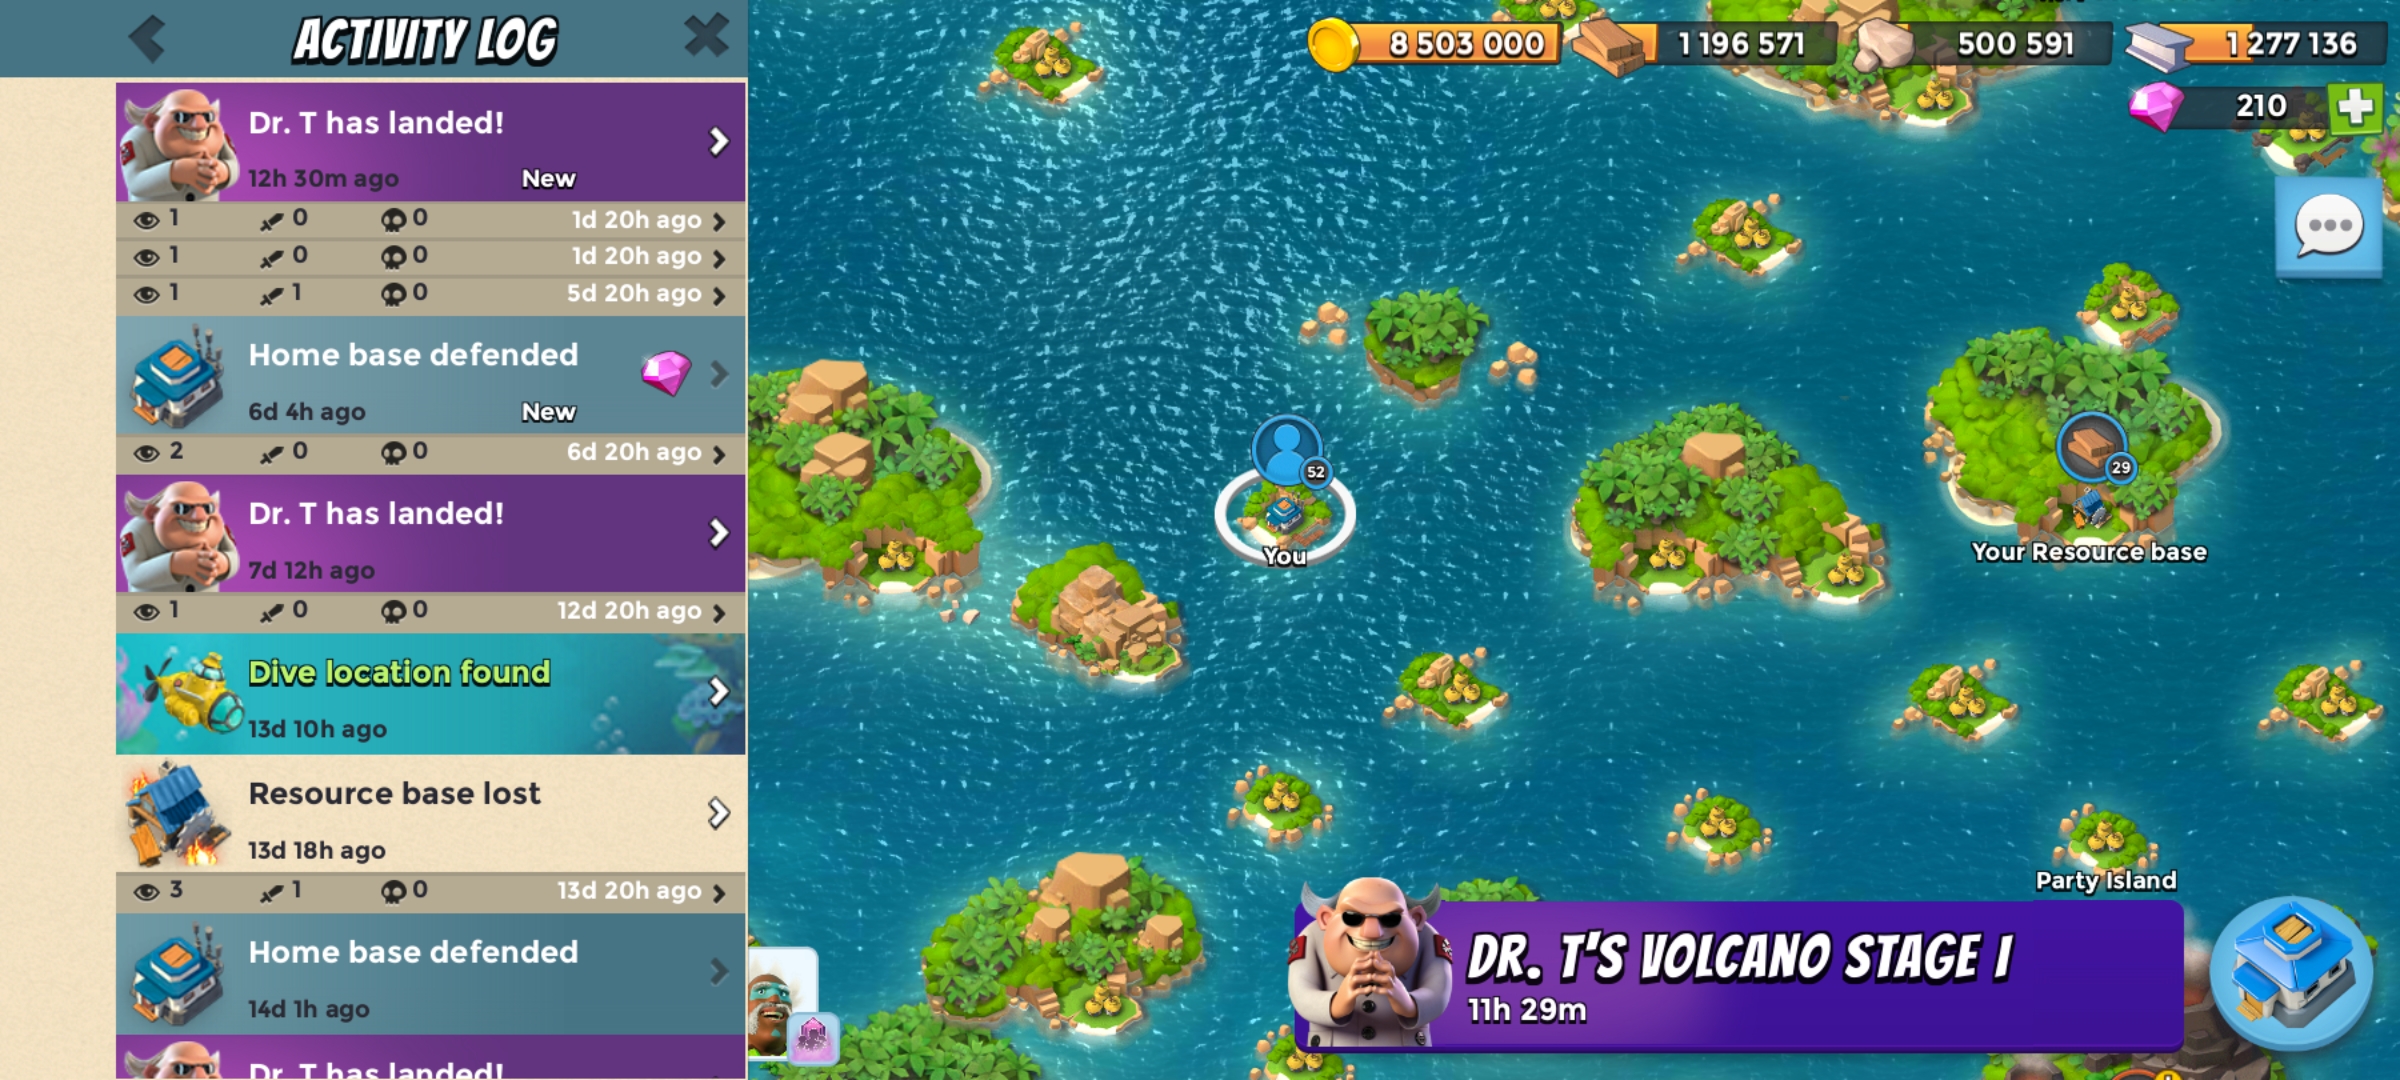 ACTIVITY LOG
Dr. T has landed!
12h 30m ago
New
1 0 0 1d 20h ago
1 0 0 1d 20h ago
1 1 0 5d 20h ago
Home base defended
6d 4h ago
New
2 0 0 6d 20h ago
Dr. T has landed!
7d 12h ago
1 0 0 12d 20h ago
Dive location found
13d 10h ago
Resource base lost
13d 18h ago
3 1 0 13d 20h ago
Home base defended
14d 1h ago
Dr. T has landed!
8 503 000
1 196 571
500 591
1 277 136
210
52
You
29
Your Resource base
Party Island
DR. T'S VOLCANO STAGE I
11h 29m